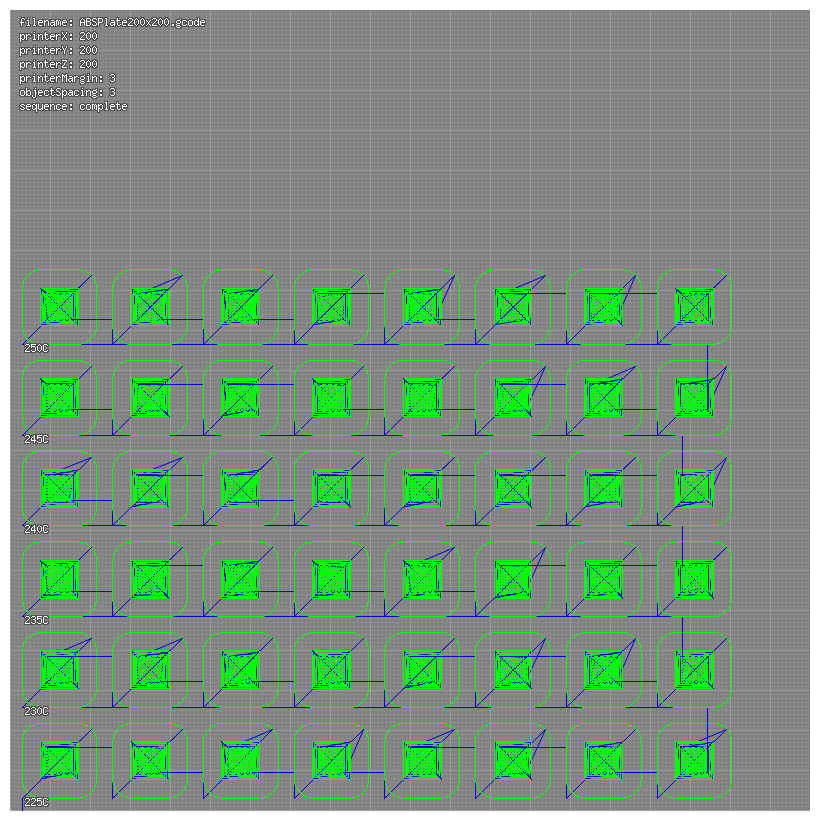 filename: ABSPlate200x200.gcode
printerX: 200
printerY: 200
printerZ: 200
printerMargin: 3
objectSpacing: 3
sequence: complete
250C
245C
240C
235C
230C
225C